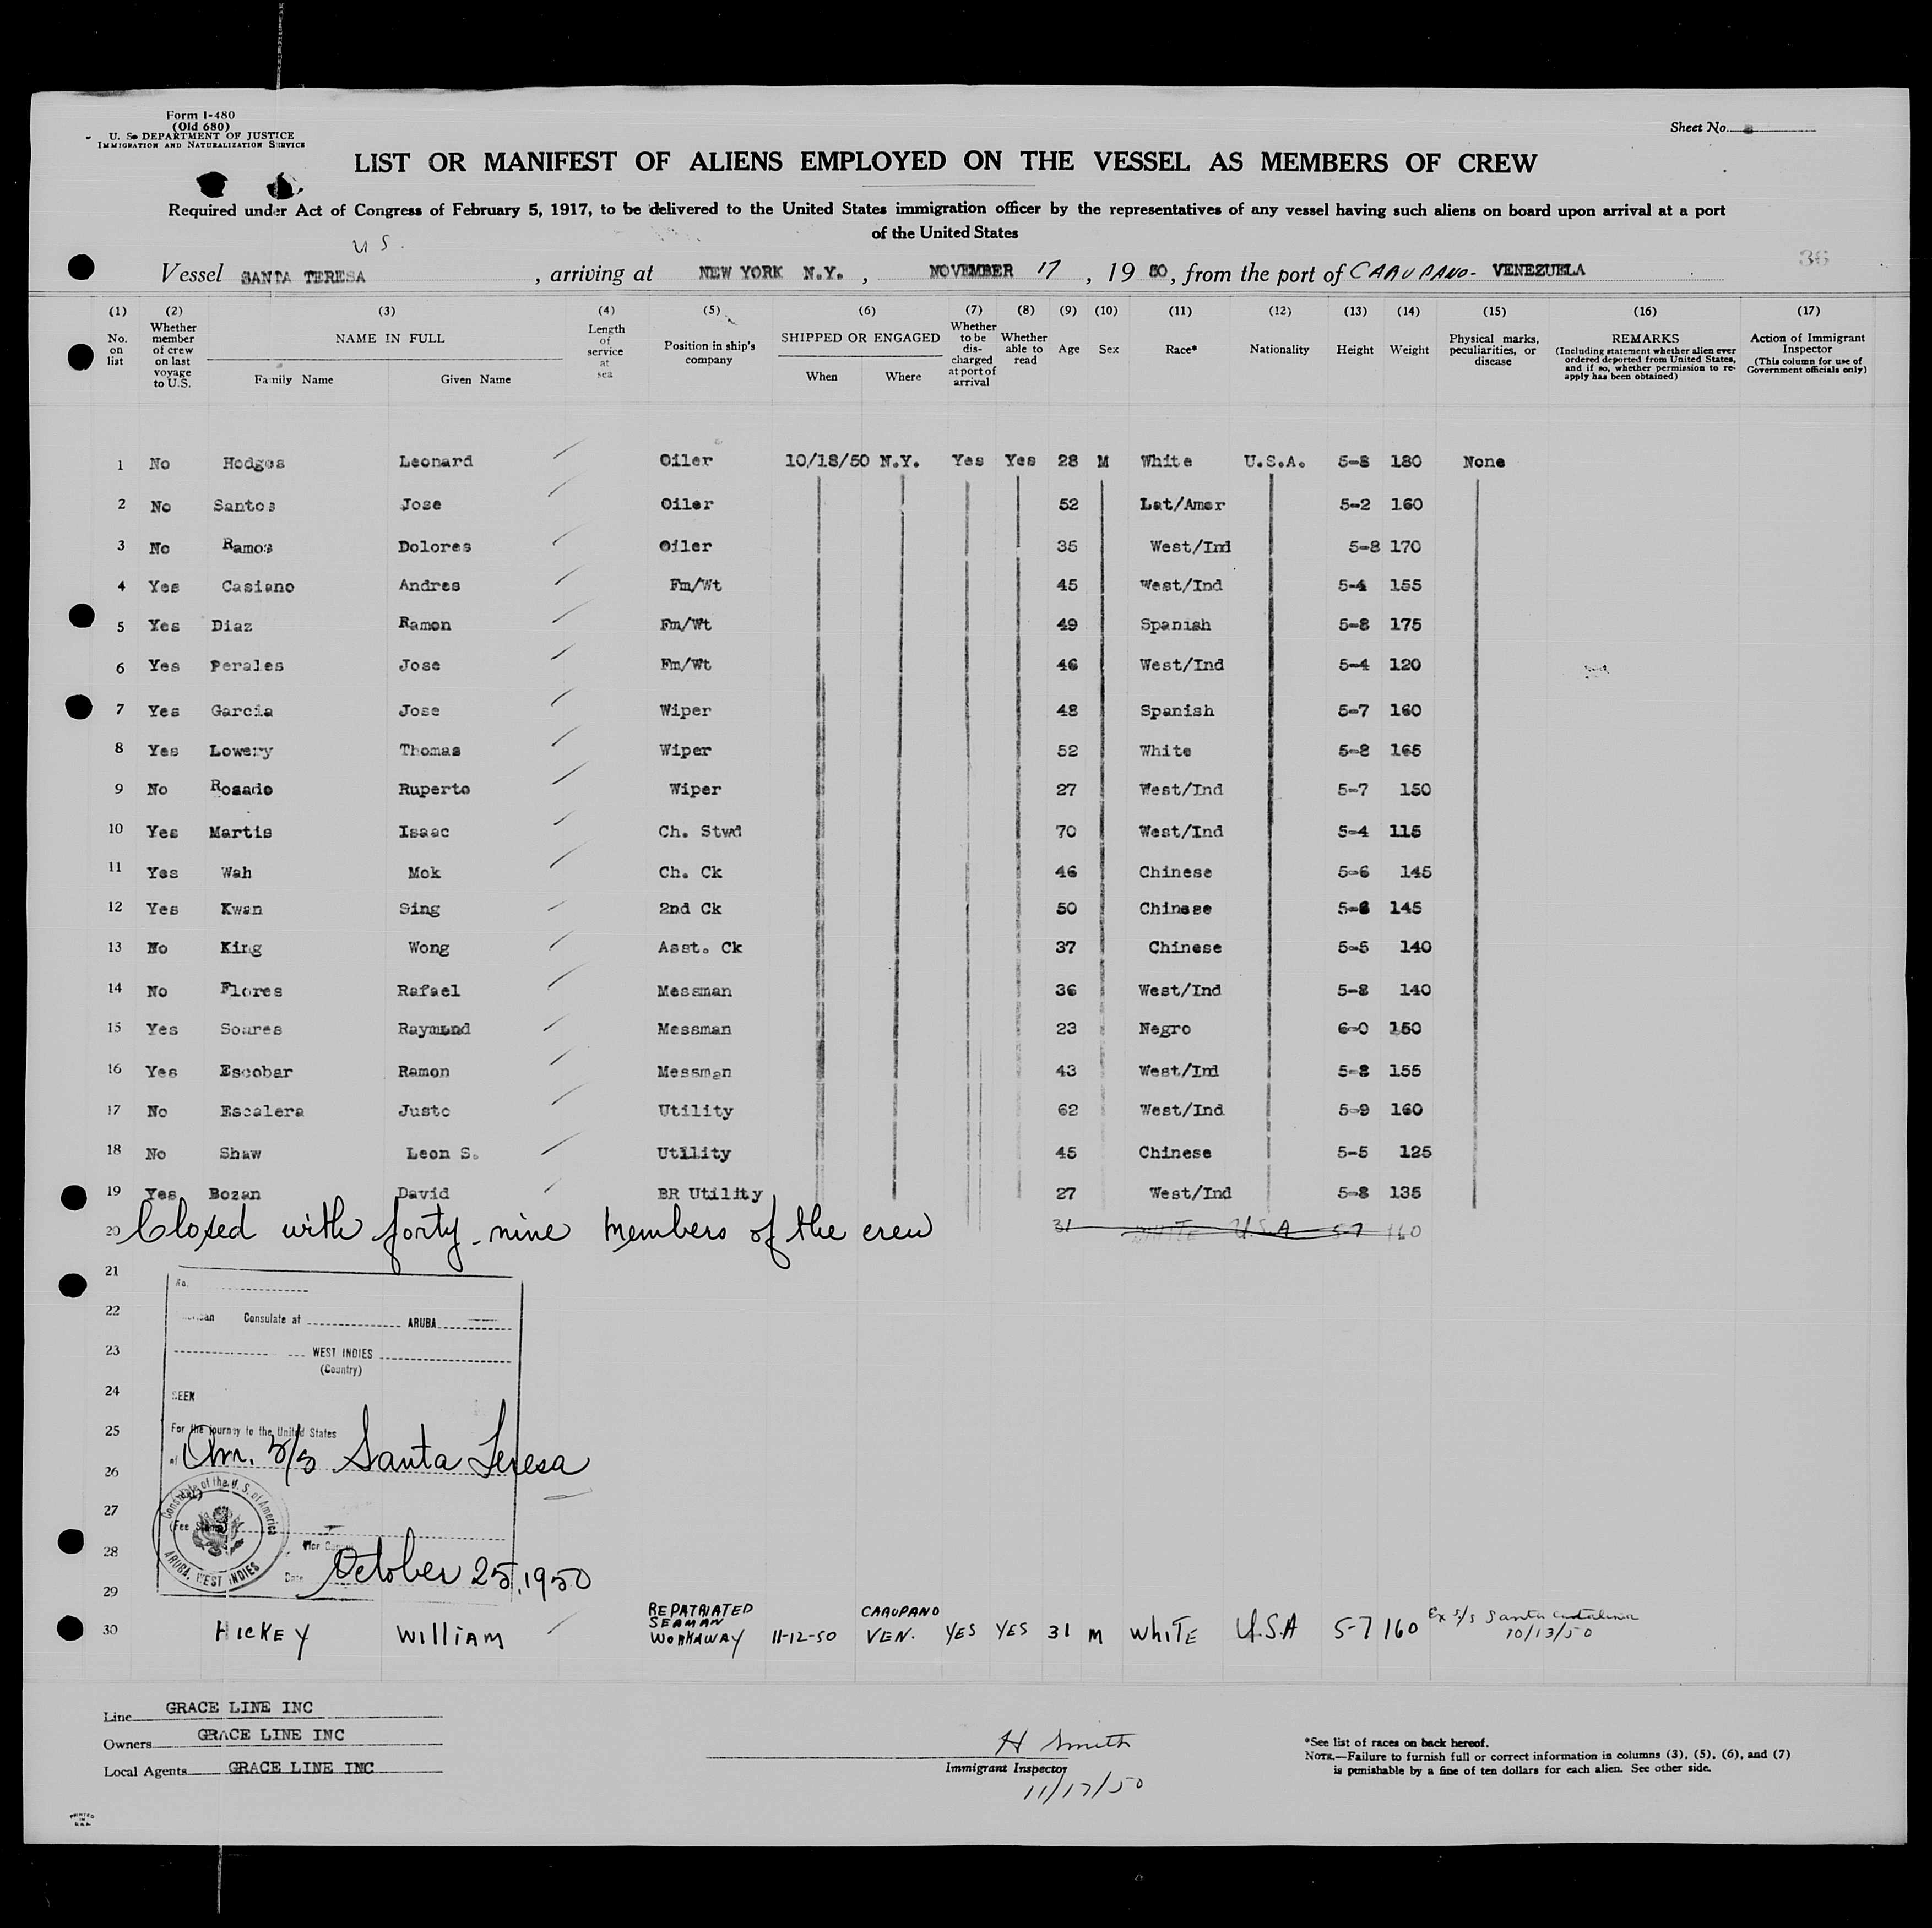 Form I-480
(Old 680)
U. S. DEPARTMENT OF JUSTICE
IMMIGRATION AND NATURALIZATION SERVICE
Sheet No.
LIST OR MANIFEST OF ALIENS EMPLOYED ON THE VESSEL AS MEMBERS OF CREW
Required under Act of Congress of February 5, 1917, to be delivered to the United States immigration officer by the representatives of any vessel having such aliens on board upon arrival at a port
of the United States
U S.
36
Vessel SANTA TERESA, arriving at NEW YORK N.Y., NOVEMBER 17, 19 50, from the port of CARUPANO- VENEZUELA
(1) (2) (3) (4) (5) (6) (7) (8) (9) (10) (11) (12) (13) (14) (15) (16) (17)
No. on list
Whether member of crew on last voyage to U.S.
NAME IN FULL
Family Name Given Name
Length of service at sea
Position in ship's company
SHIPPED OR ENGAGED
When Where
Whether to be discharged at port of arrival
Whether able to read
Age
Sex
Race*
Nationality
Height
Weight
Physical marks, peculiarities, or disease
REMARKS
(Including statement whether alien ever ordered deported from United States, and if so, whether permission to re-apply has been obtained)
Action of Immigrant Inspector
(This column for use of Government officials only)
1 No Hodges Leonard Oiler 10/18/50 N.Y. Yes Yes 28 M White U.S.A. 5-8 180 None
2 No Santos Jose Oiler 52 Lat/Amer 5-2 160
3 No Ramos Dolores Oiler 35 West/Ind 5-8 170
4 Yes Casiano Andres Fm/Wt 45 West/Ind 5-4 155
5 Yes Diaz Ramon Fm/Wt 49 Spanish 5-8 175
6 Yes Perales Jose Fm/Wt 46 West/Ind 5-4 120
7 Yes Garcia Jose Wiper 48 Spanish 5-7 160
8 Yes Lowery Thomas Wiper 52 White 5-8 165
9 No Rosado Ruperto Wiper 27 West/Ind 5-7 150
10 Yes Martis Isaac Ch. Stwd 70 West/Ind 5-4 115
11 Yes Wah Mok Ch. Ck 46 Chinese 5-6 145
12 Yes Kwan Sing 2nd Ck 50 Chinese 5-6 145
13 No King Wong Asst. Ck 37 Chinese 5-5 140
14 No Flores Rafael Messman 36 West/Ind 5-8 140
15 Yes Soares Raymund Messman 23 Negro 6-0 150
16 Yes Escobar Ramon Messman 43 West/Ind 5-8 155
17 No Escalera Justo Utility 62 West/Ind 5-9 160
18 No Shaw Leon S. Utility 45 Chinese 5-5 125
19 Yes Bozan David BR Utility 27 West/Ind 5-8 135
20 Closed with forty-nine members of the crew 31 WHITE U.S.A 5-7 160
21
No.
22
Consulate at ARUBA
23
WEST INDIES
(Country)
24
SEEN
25
For the journey to the United States
of Am. S/S Santa Teresa
26
27
Consulate of the U. S. of America
(Fee Stamp)
ARUBA, WEST INDIES
28
Vice Consul
Date October 25, 1950
29
30 HICKEY WILLIAM REPATRIATED SEAMAN WORKAWAY 11-12-50 CARUPANO VEN. YES YES 31 M WHITE U.S.A 5-7 160 Ex S/S Santa Catalina 10/13/50
Line GRACE LINE INC
Owners GRACE LINE INC
Local Agents GRACE LINE INC
H Smith
Immigrant Inspector
11/17/50
*See list of races on back hereof.
NOTE.—Failure to furnish full or correct information in columns (3), (5), (6), and (7)
is punishable by a fine of ten dollars for each alien. See other side.
PRINTED
IN
U.S.A.